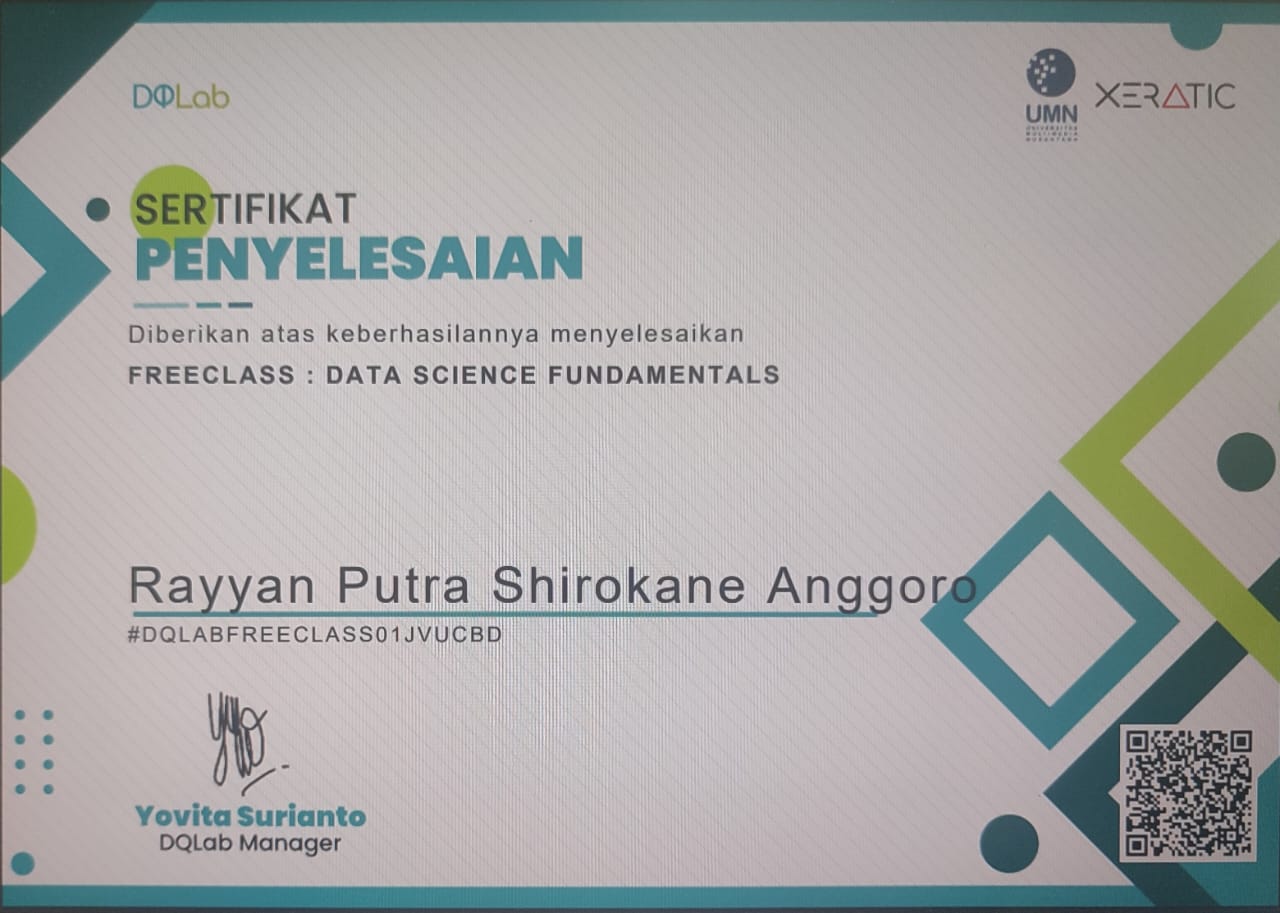 DQLab
UMN
UNIVERSITAS
MULTIMEDIA
NUSANTARA
XERATIC
SERTIFIKAT
PENYELESAIAN
Diberikan atas keberhasilannya menyelesaikan
FREECLASS : DATA SCIENCE FUNDAMENTALS
Rayyan Putra Shirokane Anggoro
#DQLABFREECLASS01JVUCBD
Yovita Surianto
DQLab Manager